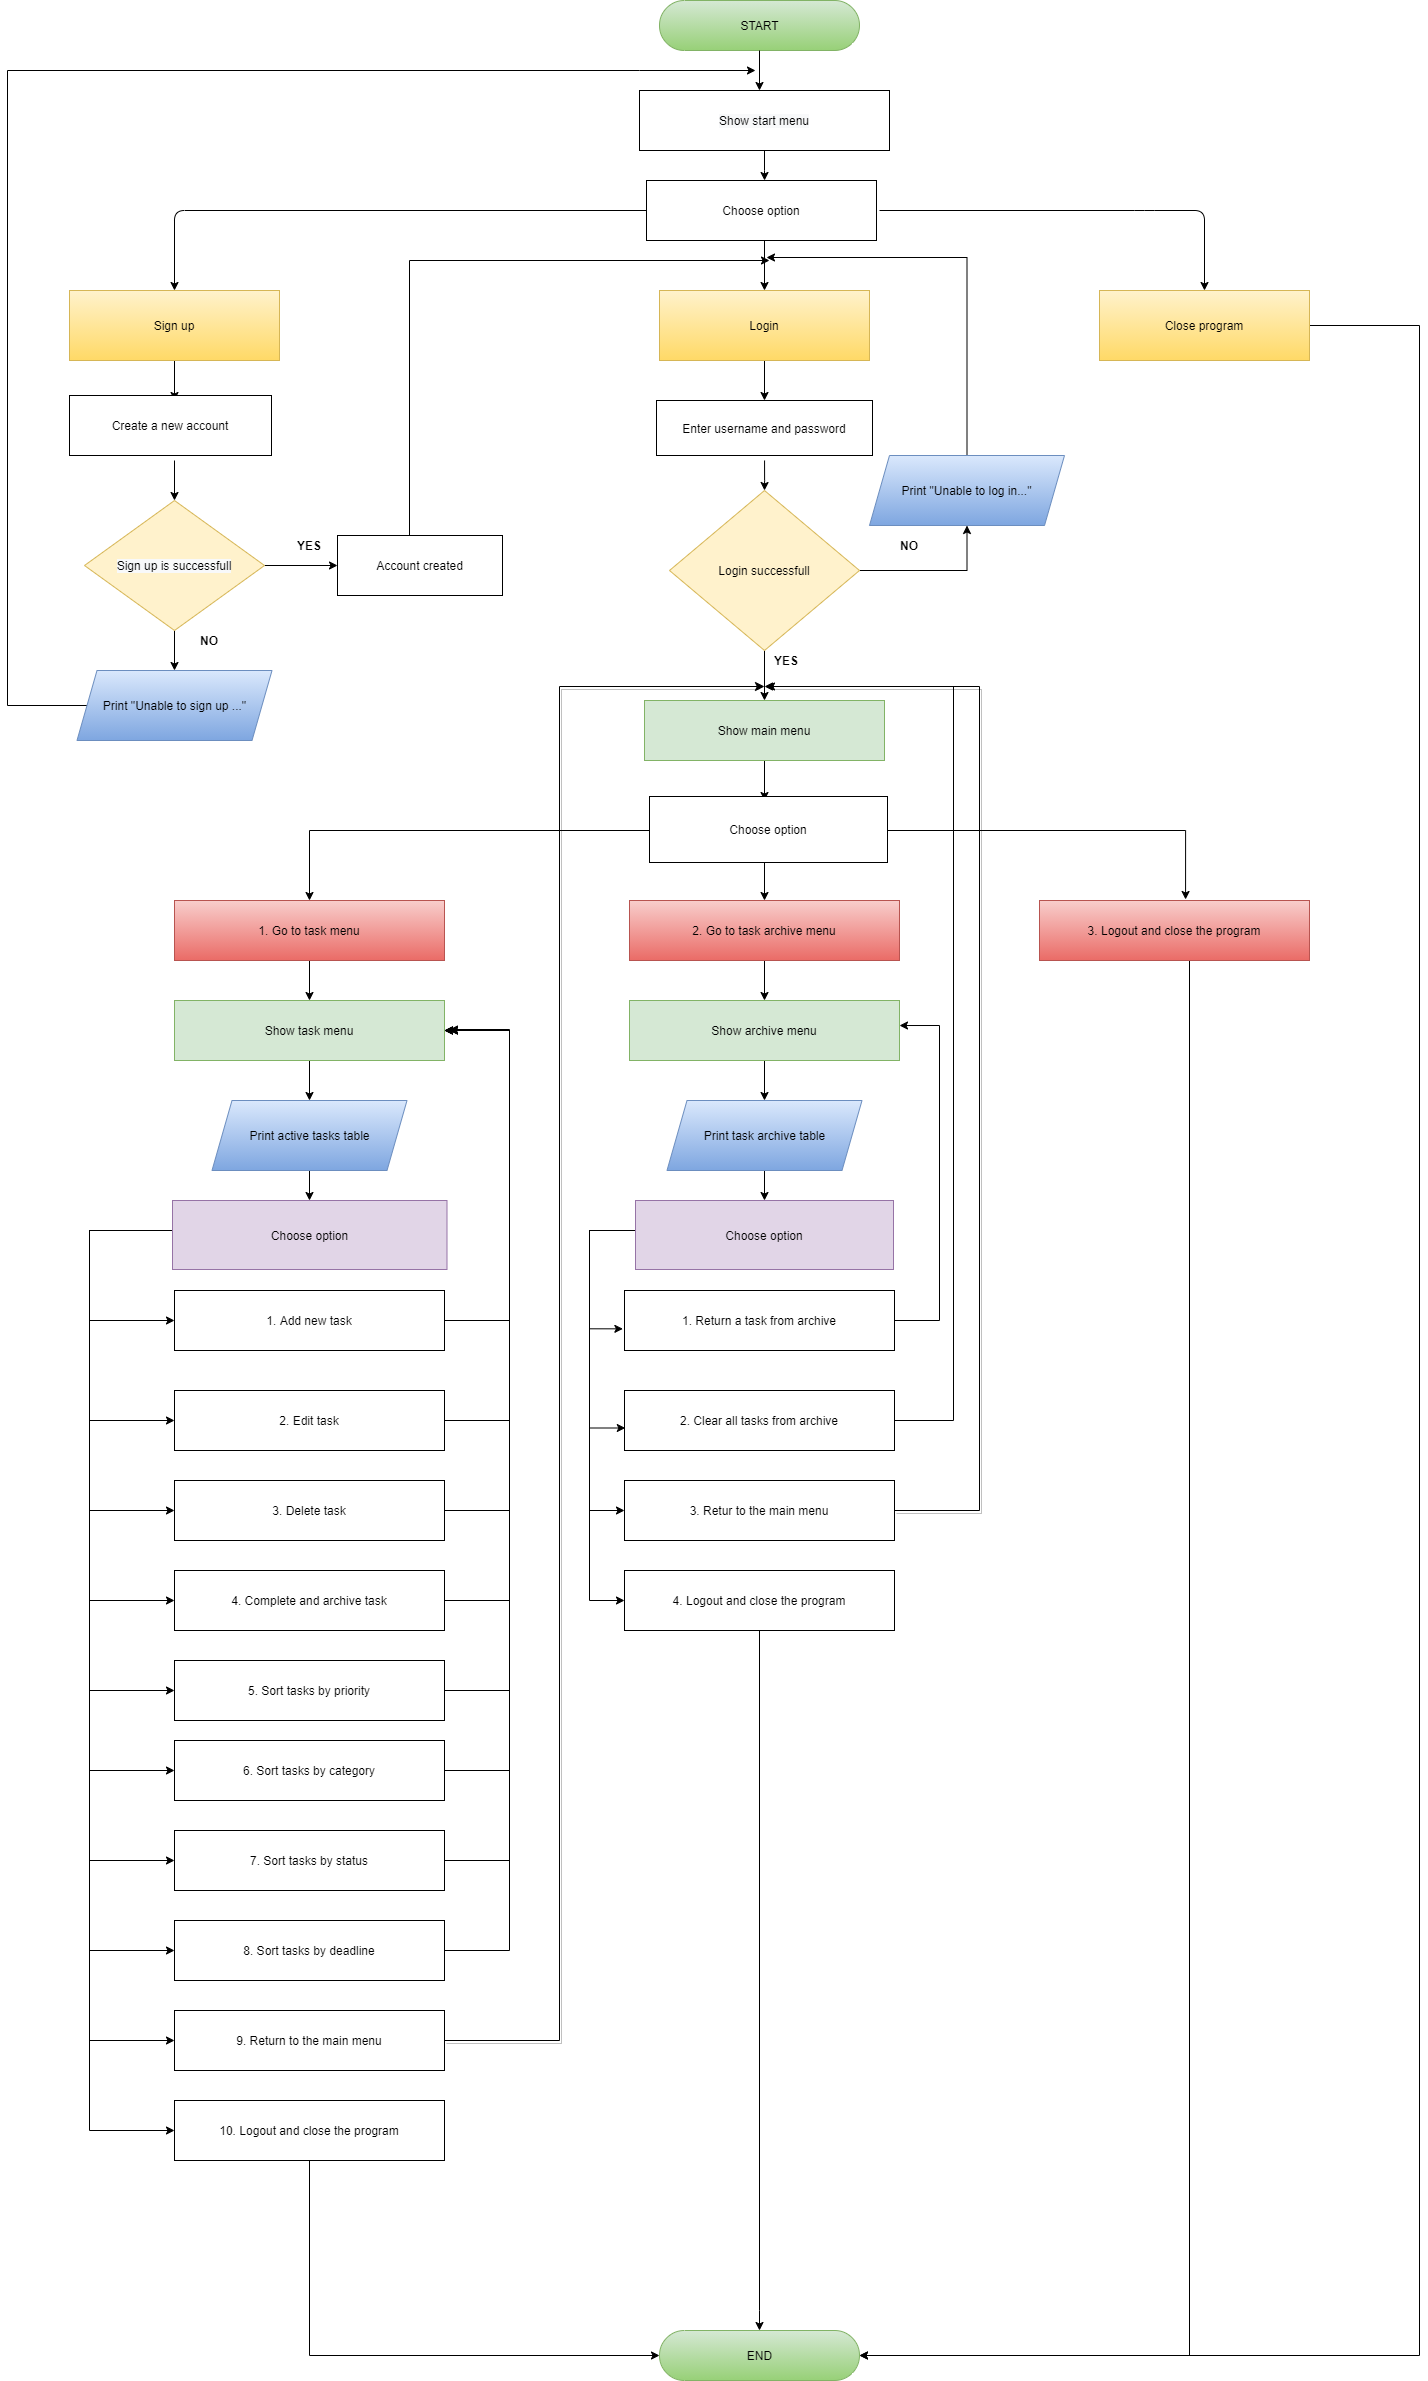 START
Show start menu
Choose option
Sign up
Login
Close program
Create a new account
Enter username and password
Print "Unable to log in..."
YES
NO
Sign up is successfull
Account created
Login successfull
NO
YES
Print "Unable to sign up ..."
Show main menu
Choose option
1. Go to task menu
2. Go to task archive menu
3. Logout and close the program
Show task menu
Show archive menu
Print active tasks table
Print task archive table
Choose option
Choose option
1. Add new task
1. Return a task from archive
2. Edit task
2. Clear all tasks from archive
3. Delete task
3. Retur to the main menu
4. Complete and archive task
4. Logout and close the program
5. Sort tasks by priority
6. Sort tasks by category
7. Sort tasks by status
8. Sort tasks by deadline
9. Return to the main menu
10. Logout and close the program
END